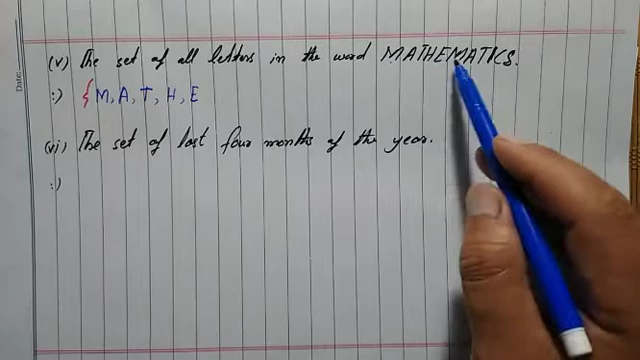 Date:
(v) The set of all letters in the word MATHEMATICS.
:) { M, A, T, H, E
(vi) The set of last four months of the year.
:)